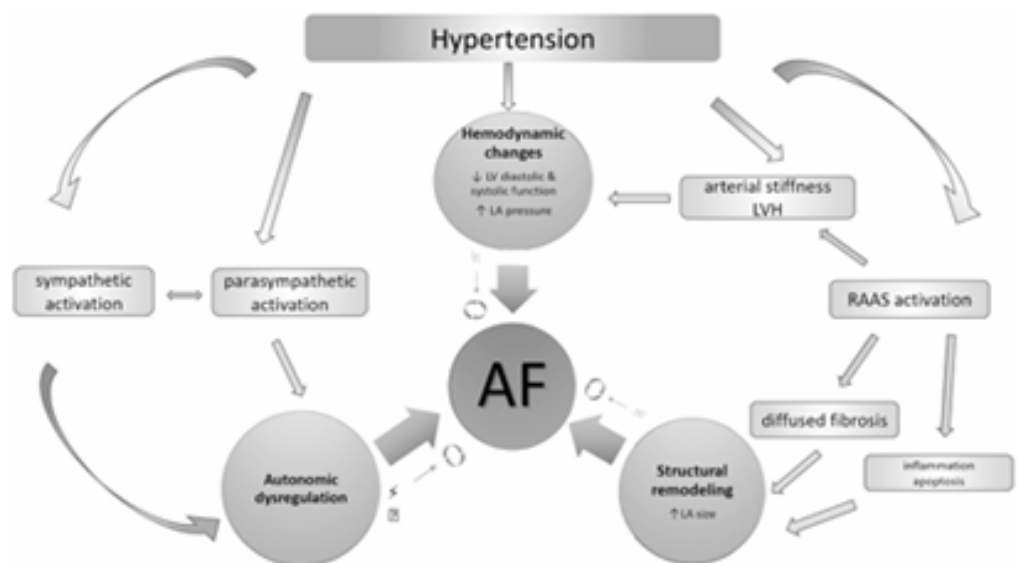 Hypertension
Hemodynamic
changes
↓ LV diastolic &
systolic function
↑ LA pressure
arterial stiffness
LVH
sympathetic
activation
parasympathetic
activation
RAAS activation
AF
diffused fibrosis
inflammation
apoptosis
Autonomic
dysregulation
Structural
remodeling
↑ LA size